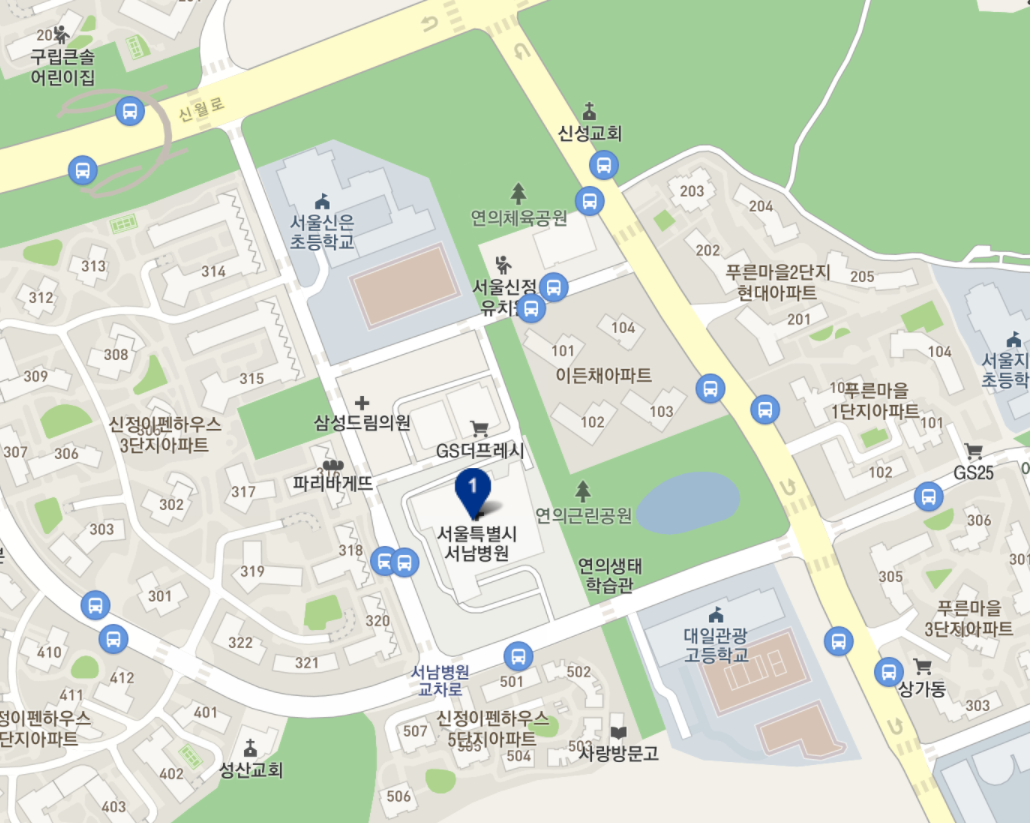 구립큰솔
어린이집
신월로
신성교회
서울신은
초등학교
연의체육공원
203
204
202
313
314
312
서울신정
푸른마을2단지
현대아파트
205
201
308
104
101
이든채아파트
104
서울지
초등학
309
315
102
103
푸른마을
1단지아파트
101
삼성드림의원
신정이펜하우스
3단지아파트
GS더프레시
307
306
파리바게뜨
102
GS25
1
317
302
연의근린공원
303
서울특별시
서남병원
318
306
319
연의생태
학습관
305
301
301
320
푸른마을
3단지아파트
322
대일관광
고등학교
410
321
412
서남병원
교차로
501
502
상가동
411
401
303
정이펜하우스
단지아파트
507
신정이펜하우스
5단지아파트
504
503
사랑방문고
성산교회
402
506
403